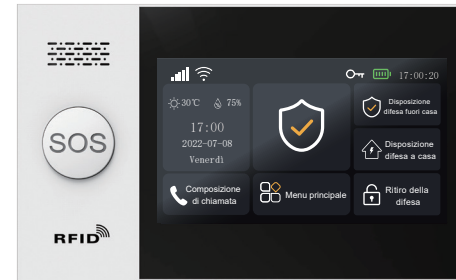 17:00:20
30℃ 75%
17:00
2022-07-08
Venerdì
Disposizione
difesa fuori casa
Disposizione
difesa a casa
Composizione
di chiamata
Menu principale
Ritiro della
difesa
SOS
RFID